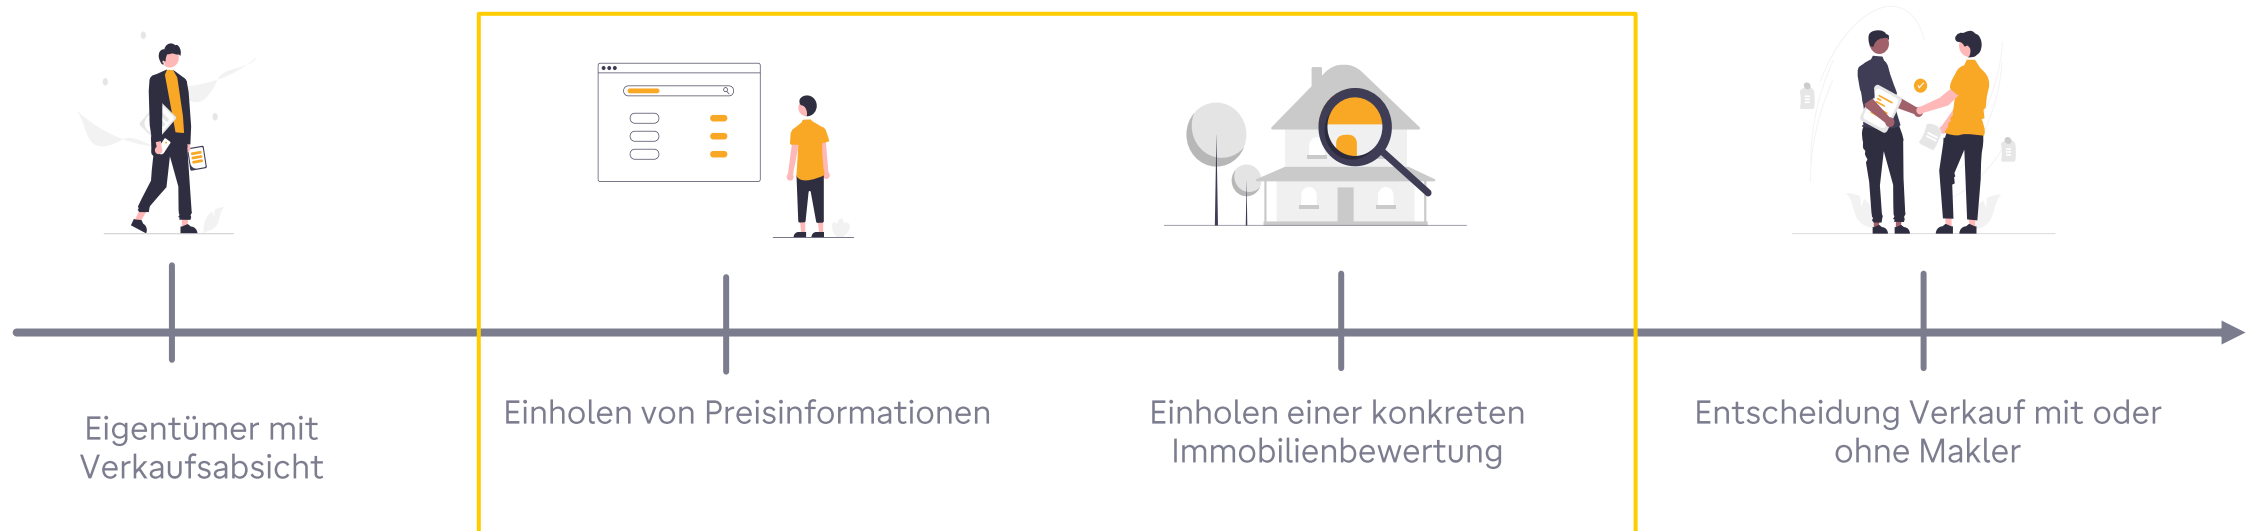 Eigentümer mit
Verkaufsabsicht
Einholen von Preisinformationen
Einholen einer konkreten
Immobilienbewertung
Entscheidung Verkauf mit oder
ohne Makler